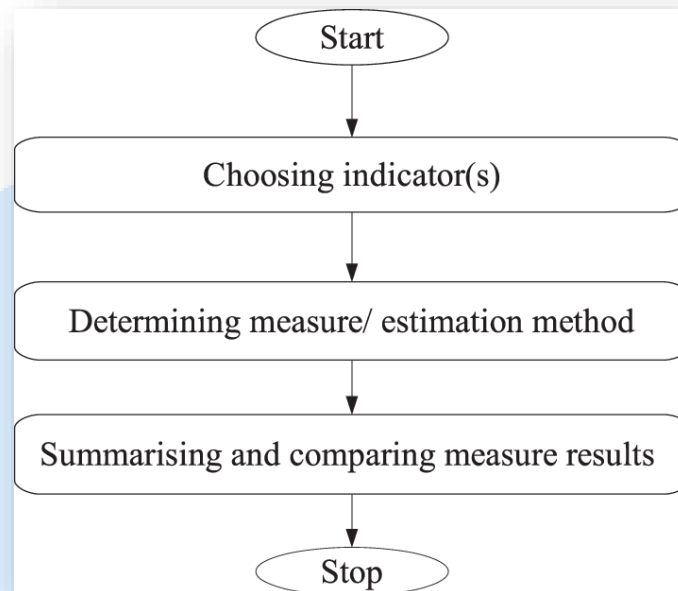 Start
Choosing indicator(s)
Determining measure/ estimation method
Summarising and comparing measure results
Stop